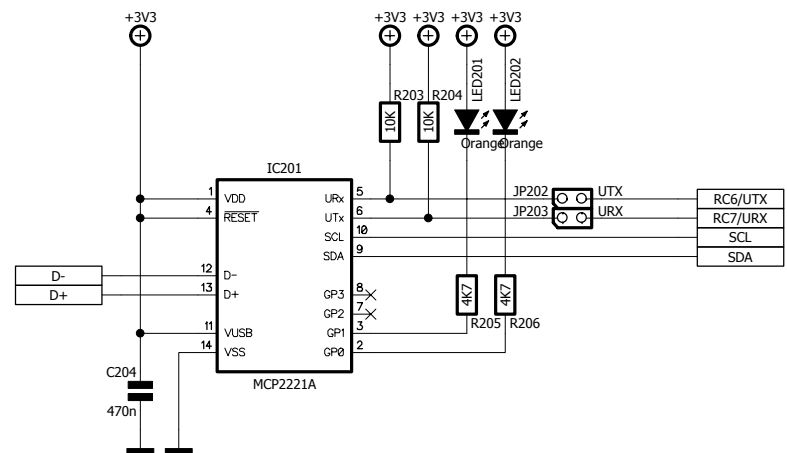 +3V3 +3V3 +3V3 +3V3 +3V3
LED201 LED202
R203 R204
10K 10K
Orange Orange
IC201
1 VDD URx 5 JP202 UTX RC6/UTX
4 RESET UTx 6 JP203 URX RC7/URX
SCL 10 SCL
SDA 9 SDA
D- 12 D-
D+ 13 D+ GP3 8
GP2 7
4K7 4K7
R205 R206
11 VUSB GP1 3
14 VSS GP0 2
C204
470n
MCP2221A